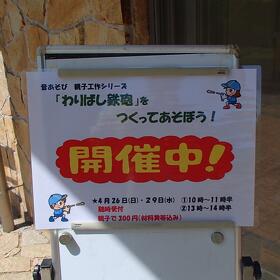 昔あそび 親子工作シリーズ
「わりばし鉄砲」を
つくってあそぼう！
開催中！
★4月26日(日)・29日(水) ①10時～11時半
随時受付 ②13時～14時半
親子で300円(材料費等込み)